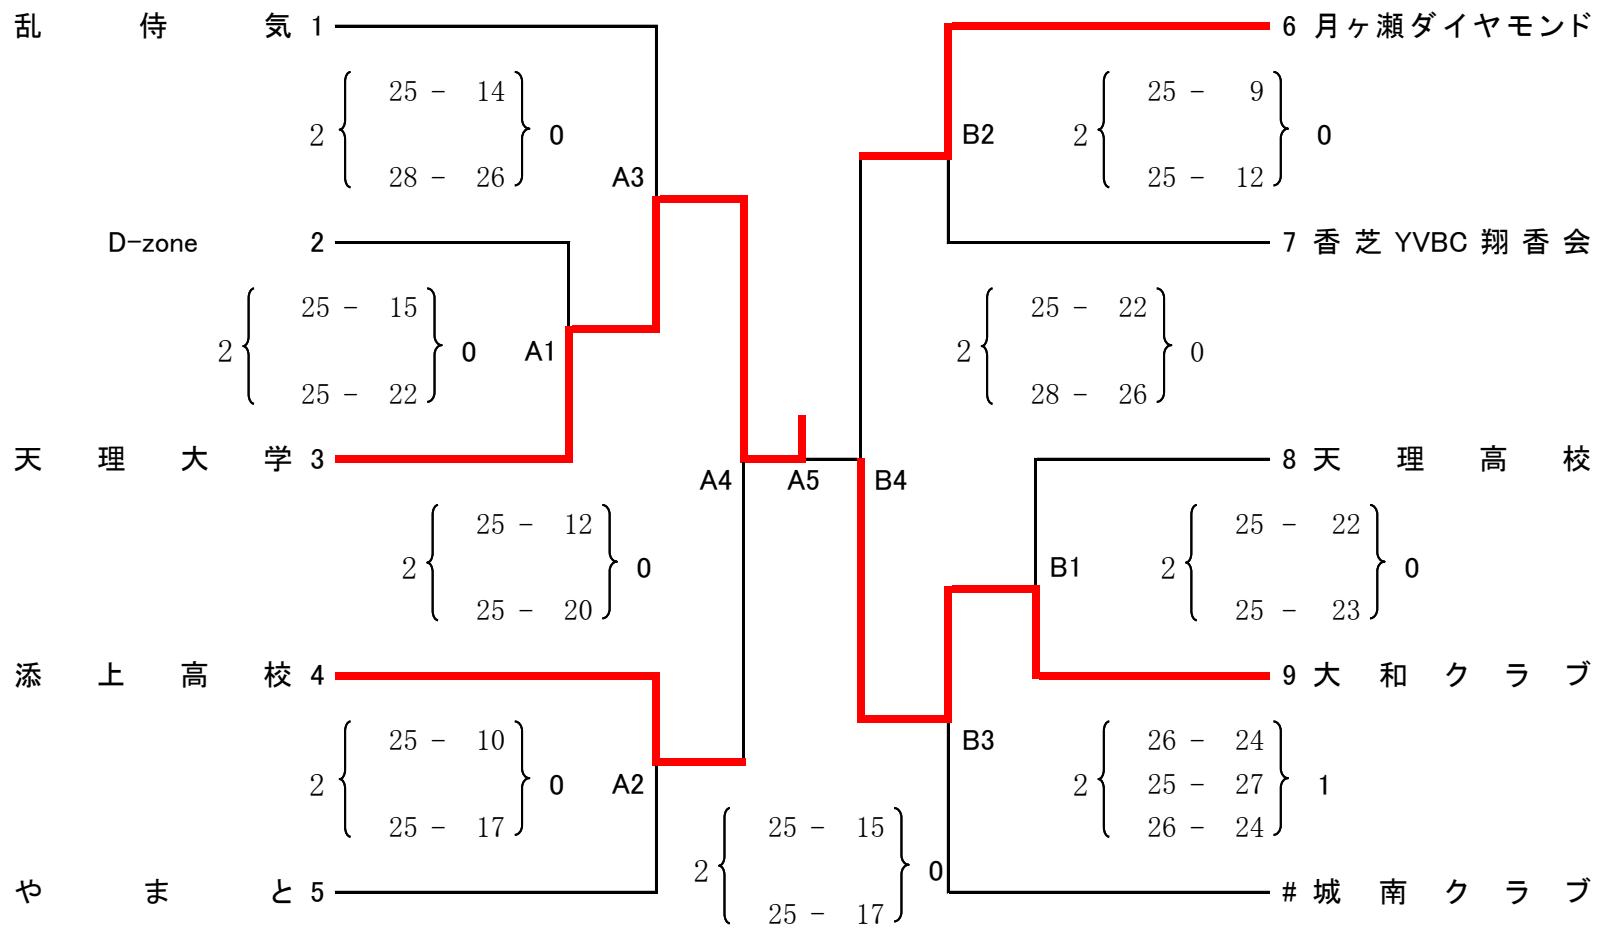 乱侍気 1
6 月ヶ瀬ダイヤモンド
25 - 14
2 0
28 - 26
A3
B2
25 - 9
2 0
25 - 12
D-zone 2
7 香芝YVBC翔香会
25 - 15
2 0
25 - 22
A1
25 - 22
2 0
28 - 26
天理大学 3
8 天理高校
A4 A5 B4
25 - 12
2 0
25 - 20
B1
25 - 22
2 0
25 - 23
添上高校 4
9 大和クラブ
25 - 10
2 0
25 - 17
A2
B3
26 - 24
2 25 - 27 1
26 - 24
25 - 15
2 0
25 - 17
やまと 5
# 城南クラブ